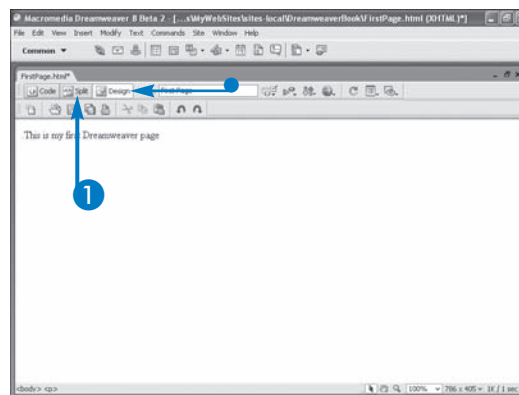 Macromedia Dreamweaver 8 Beta 2 - [...s\MyWebSites\sites-local\DreamweaverBook\FirstPage.html (XHTML)*]
File Edit View Insert Modify Text Commands Site Window Help
Common
FirstPage.html*
Code Split Design First Page
This is my first Dreamweaver page
1
<body> <p> 100% 786 x 405 1K / 1 sec